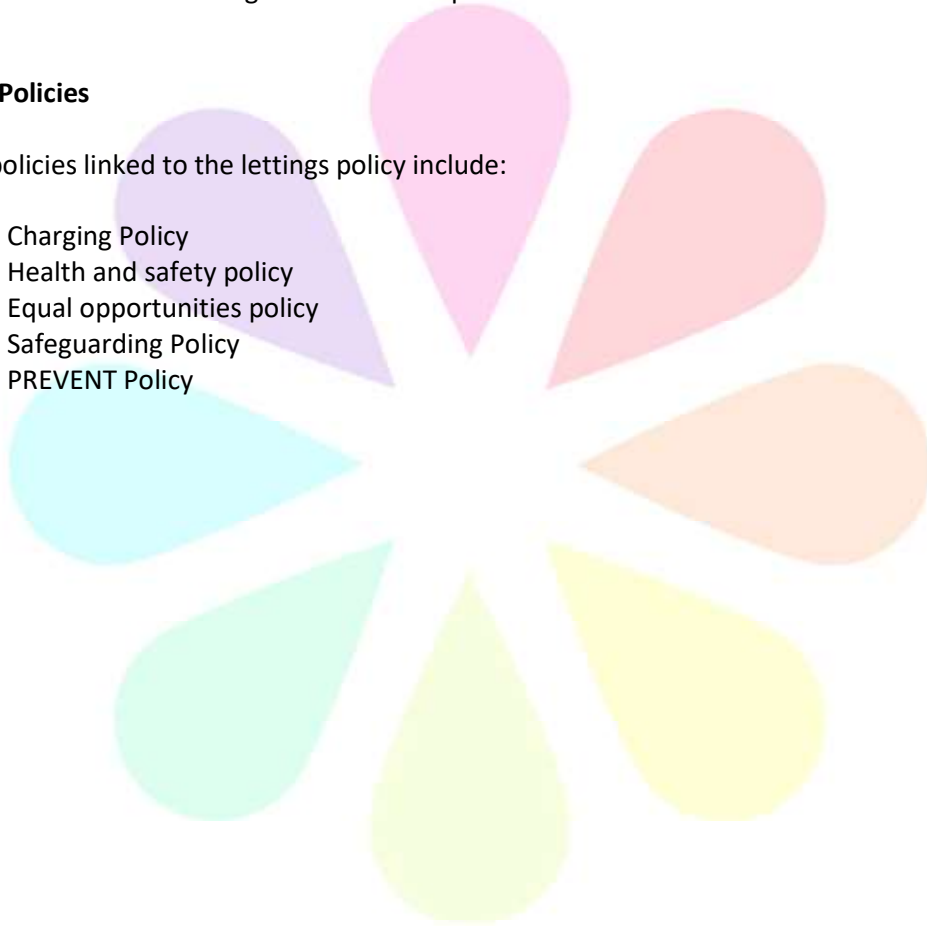 Policies
policies linked to the lettings policy include:
Charging Policy
Health and safety policy
Equal opportunities policy
Safeguarding Policy
PREVENT Policy